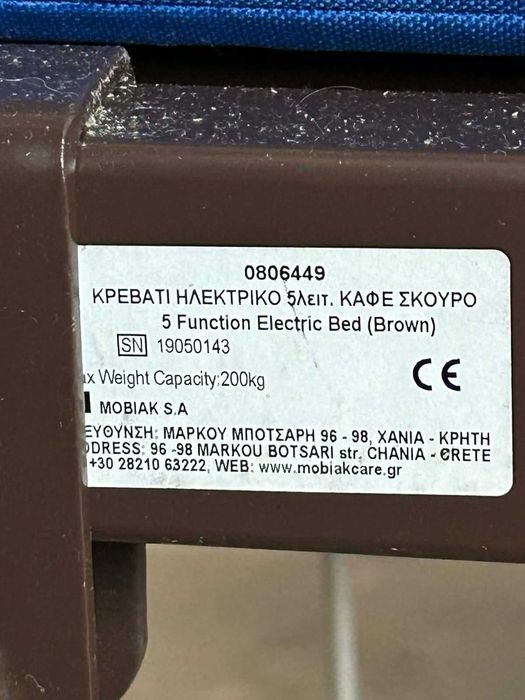 0806449
ΚΡΕΒΑΤΙ ΗΛΕΚΤΡΙΚΟ 5λειτ. ΚΑΦΕ ΣΚΟΥΡΟ
5 Function Electric Bed (Brown)
SN 19050143
x Weight Capacity:200kg
CE
MOBIAK S.A
ΕΥΘΥΝΣΗ: ΜΑΡΚΟΥ ΜΠΟΤΣΑΡΗ 96 - 98, ΧΑΝΙΑ - ΚΡΗΤΗ
DRESS: 96 -98 MARKOU BOTSARI str. CHANIA - CRETE
+30 28210 63222, WEB: www.mobiakcare.gr